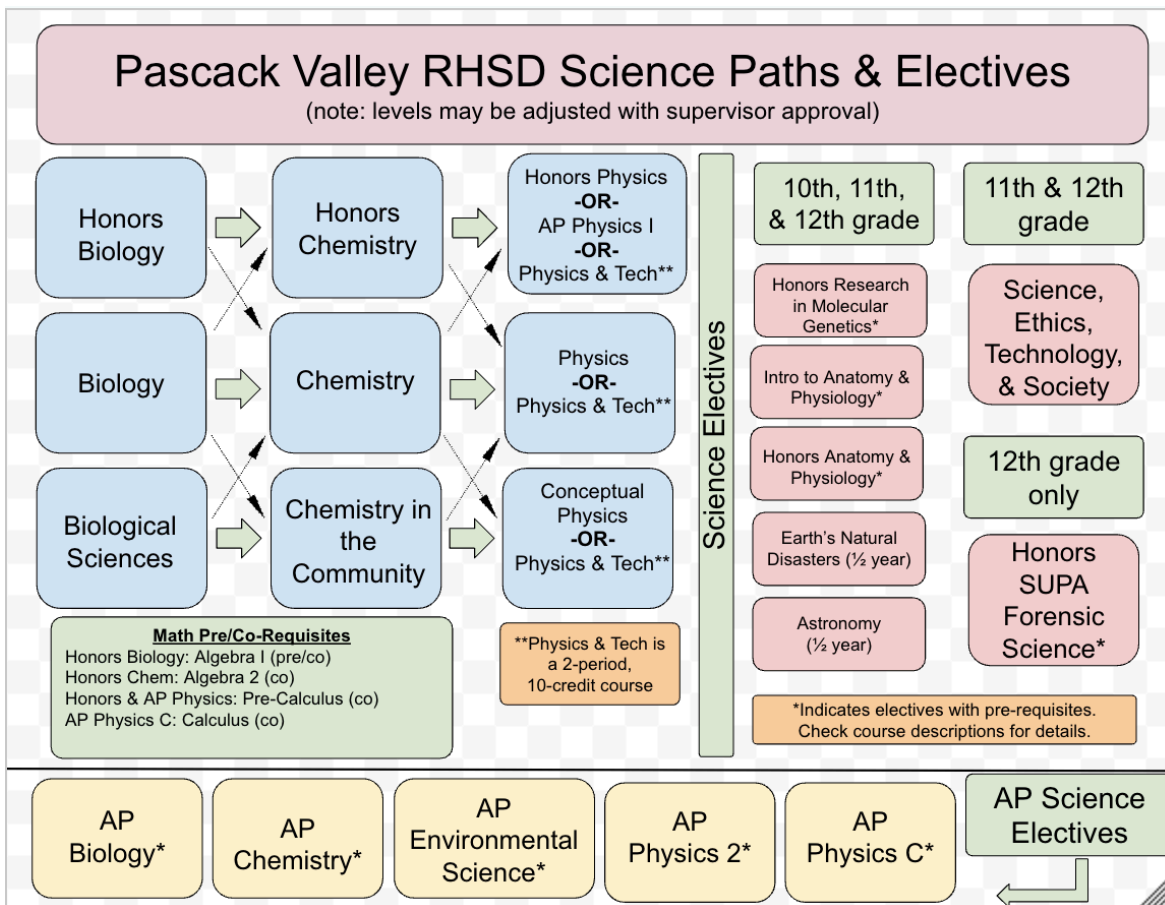 Pascack Valley RHSD Science Paths & Electives
(note: levels may be adjusted with supervisor approval)
Honors
Biology
Honors
Chemistry
Honors Physics
-OR-
AP Physics I
-OR-
Physics & Tech**
Biology
Chemistry
Physics
-OR-
Physics & Tech**
Biological
Sciences
Chemistry in
the
Community
Conceptual
Physics
-OR-
Physics & Tech**
Math Pre/Co-Requisites
Honors Biology: Algebra I (pre/co)
Honors Chem: Algebra 2 (co)
Honors & AP Physics: Pre-Calculus (co)
AP Physics C: Calculus (co)
**Physics & Tech is
a 2-period,
10-credit course
Science Electives
10th, 11th,
& 12th grade
Honors Research
in Molecular
Genetics*
Intro to Anatomy &
Physiology*
Honors Anatomy &
Physiology*
Earth's Natural
Disasters (½ year)
Astronomy
(½ year)
11th & 12th
grade
Science,
Ethics,
Technology,
& Society
12th grade
only
Honors
SUPA
Forensic
Science*
*Indicates electives with pre-requisites.
Check course descriptions for details.
AP
Biology*
AP
Chemistry*
AP
Environmental
Science*
AP
Physics 2*
AP
Physics C*
AP Science
Electives